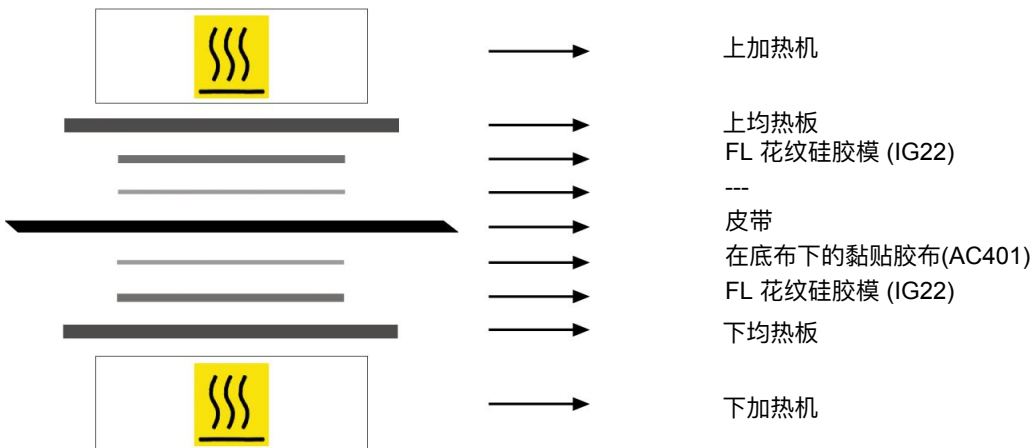 上加热机
上均热板
FL 花纹硅胶模 (IG22)
---
皮带
在底布下的黏贴胶布(AC401)
FL 花纹硅胶模 (IG22)
下均热板
下加热机